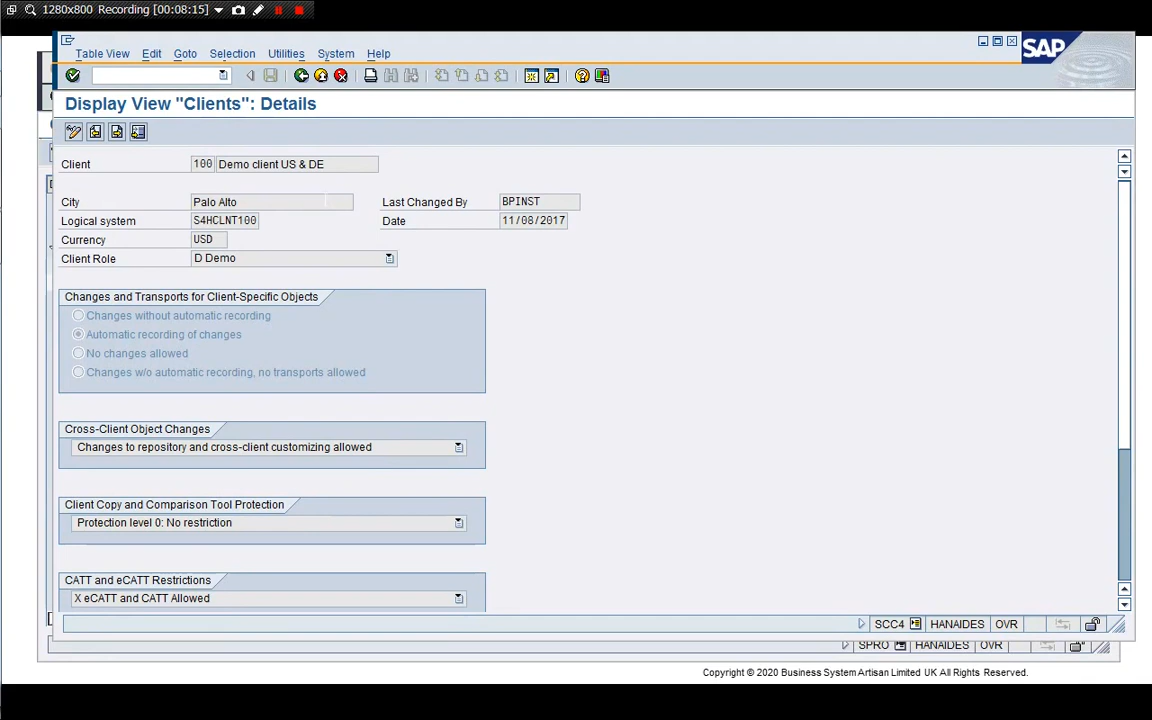 1280x800 Recording [00:08:15]
SAP
Table View Edit Goto Selection Utilities System Help
Display View "Clients": Details
Client 100 Demo client US & DE
City Palo Alto Last Changed By BPINST
Logical system S4HCLNT100 Date 11/08/2017
Currency USD
Client Role D Demo
Changes and Transports for Client-Specific Objects
Changes without automatic recording
Automatic recording of changes
No changes allowed
Changes w/o automatic recording, no transports allowed
Cross-Client Object Changes
Changes to repository and cross-client customizing allowed
Client Copy and Comparison Tool Protection
Protection level 0: No restriction
CATT and eCATT Restrictions
X eCATT and CATT Allowed
SCC4 HANAIDES OVR
SPRO HANAIDES OVR
Copyright © 2020 Business System Artisan Limited UK All Rights Reserved.